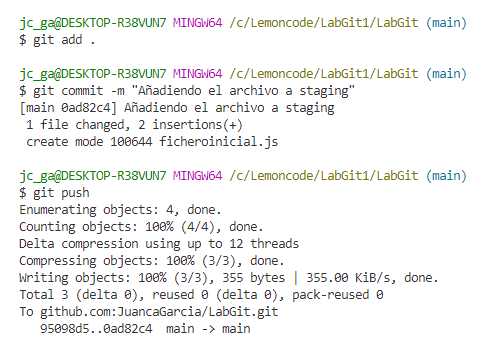 jc_ga@DESKTOP-R38VUN7 MINGW64 /c/Lemoncode/LabGit1/LabGit (main)
$ git add .
jc_ga@DESKTOP-R38VUN7 MINGW64 /c/Lemoncode/LabGit1/LabGit (main)
$ git commit -m "Añadiendo el archivo a staging"
[main 0ad82c4] Añadiendo el archivo a staging
 1 file changed, 2 insertions(+)
 create mode 100644 ficheroinicial.js
jc_ga@DESKTOP-R38VUN7 MINGW64 /c/Lemoncode/LabGit1/LabGit (main)
$ git push
Enumerating objects: 4, done.
Counting objects: 100% (4/4), done.
Delta compression using up to 12 threads
Compressing objects: 100% (3/3), done.
Writing objects: 100% (3/3), 355 bytes | 355.00 KiB/s, done.
Total 3 (delta 0), reused 0 (delta 0), pack-reused 0
To github.com:JuancaGarcia/LabGit.git
   95098d5..0ad82c4  main -> main